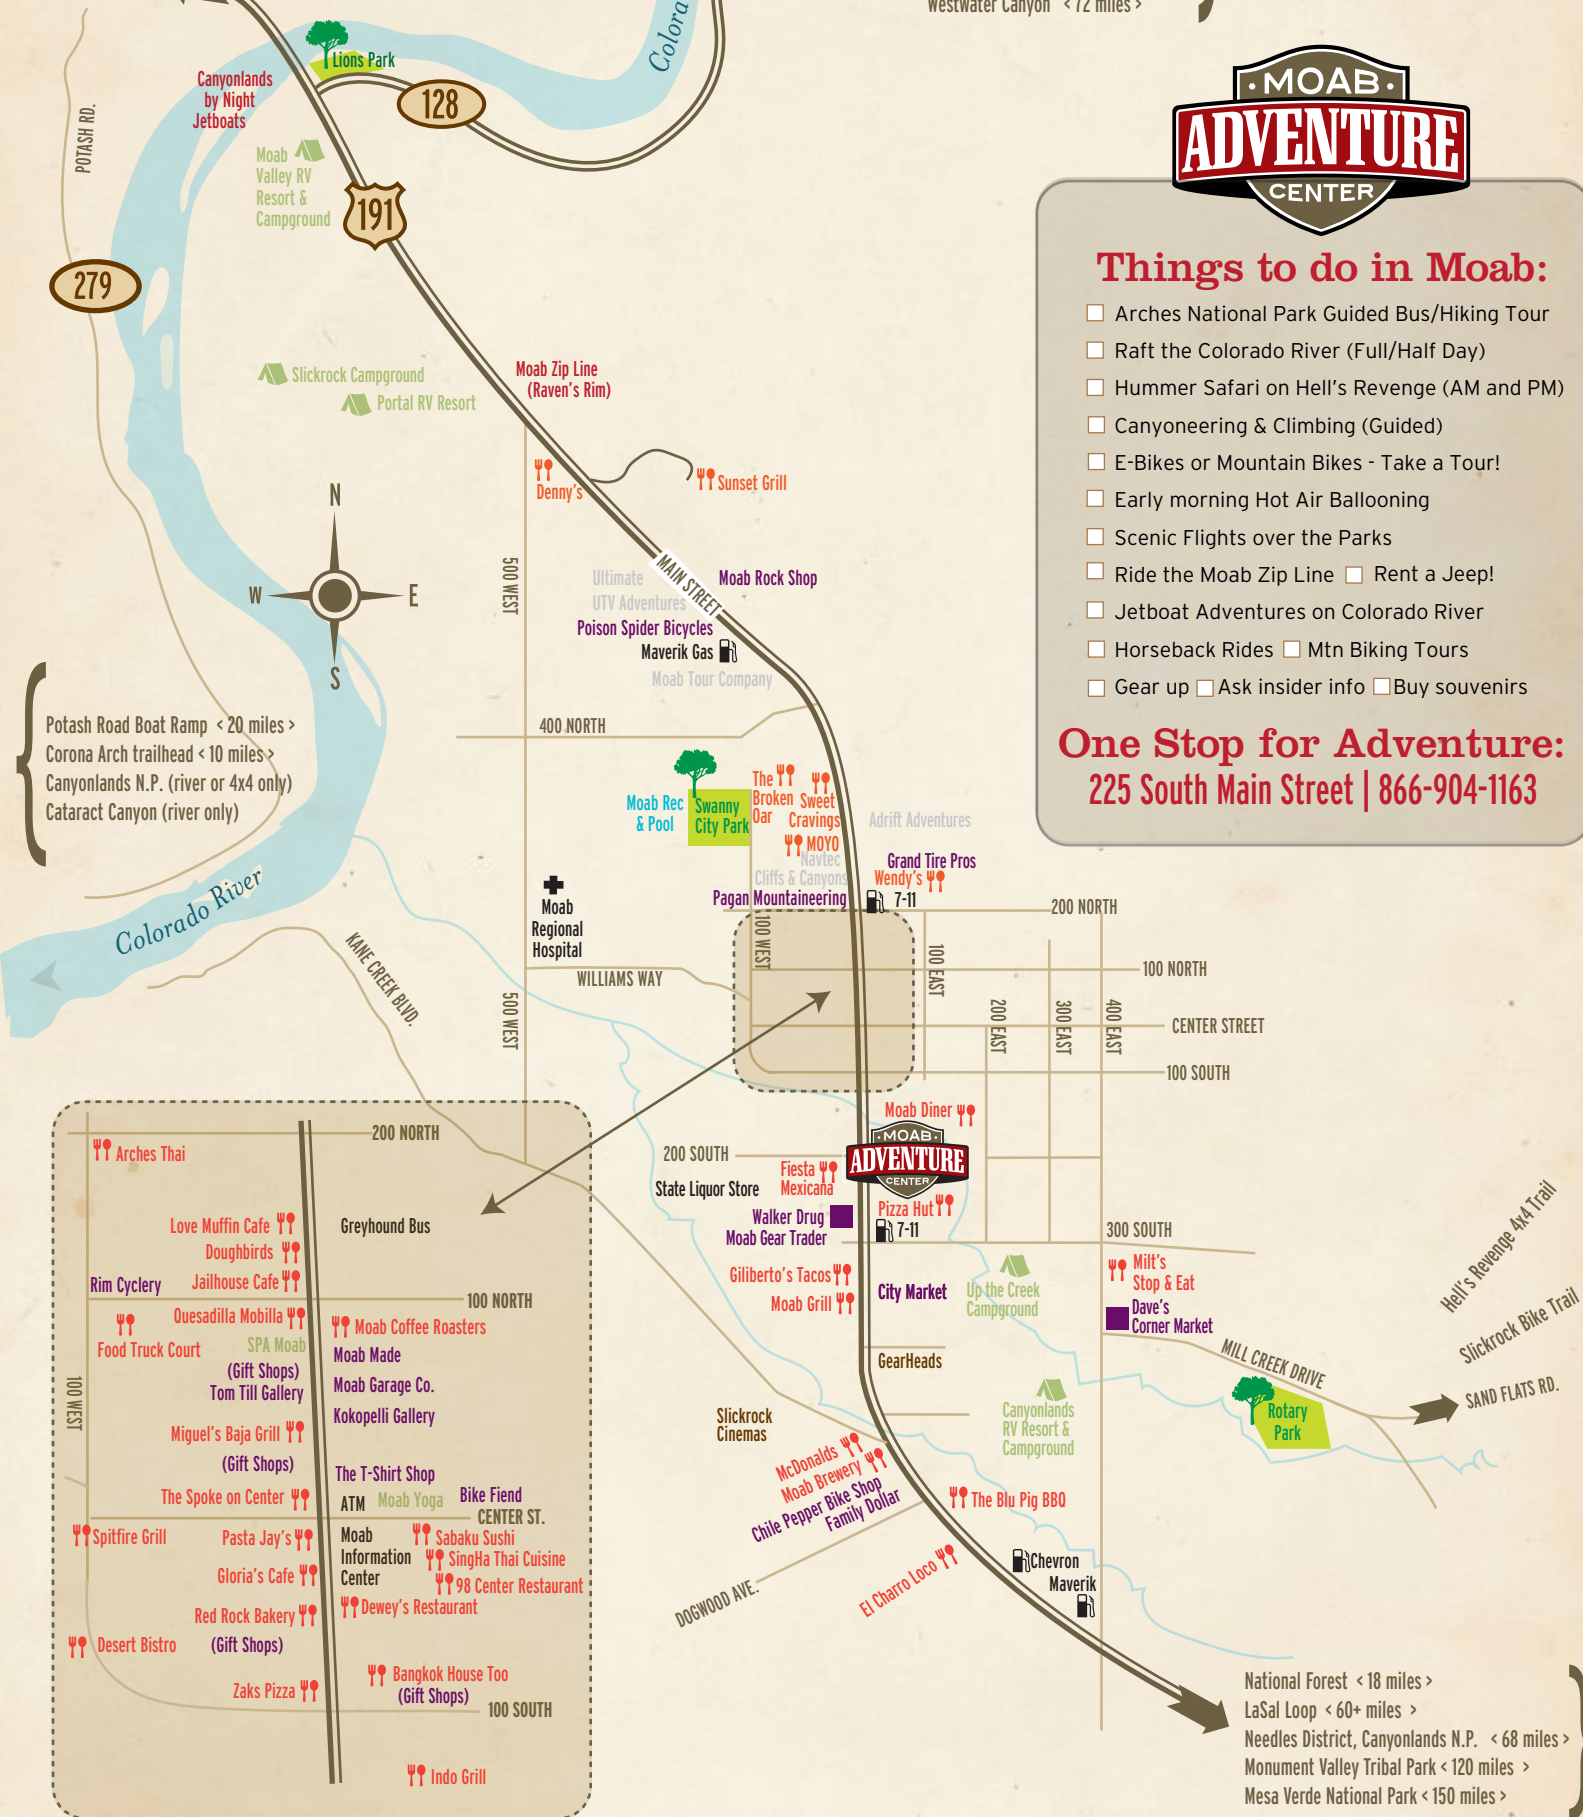 Westwater Canyon < 72 miles >
Colora
Lions Park
Canyonlands
by Night
Jetboats
128
POTASH RD.
Moab
Valley RV
Resort &
Campground
191
279
MOAB
ADVENTURE
CENTER
Things to do in Moab:
Arches National Park Guided Bus/Hiking Tour
Raft the Colorado River (Full/Half Day)
Hummer Safari on Hell's Revenge (AM and PM)
Canyoneering & Climbing (Guided)
E-Bikes or Mountain Bikes - Take a Tour!
Early morning Hot Air Ballooning
Scenic Flights over the Parks
Ride the Moab Zip Line Rent a Jeep!
Jetboat Adventures on Colorado River
Horseback Rides Mtn Biking Tours
Gear up Ask insider info Buy souvenirs
One Stop for Adventure:
225 South Main Street | 866-904-1163
Slickrock Campground
Portal RV Resort
Moab Zip Line
(Raven's Rim)
Denny's
Sunset Grill
N
W
E
S
500 WEST
MAIN STREET
Ultimate
UTV Adventures
Moab Rock Shop
Poison Spider Bicycles
Maverik Gas
Moab Tour Company
400 NORTH
Potash Road Boat Ramp < 20 miles >
Corona Arch trailhead < 10 miles >
Canyonlands N.P. (river or 4x4 only)
Cataract Canyon (river only)
Moab Rec
& Pool
Swanny
City Park
The
Broken
Oar
Sweet
Cravings
MOYO
Navtec
Cliffs & Canyons
Pagan Mountaineering
Adrift Adventures
Grand Tire Pros
Wendy's
7-11
200 NORTH
Moab
Regional
Hospital
Colorado River
KANE CREEK BLVD.
WILLIAMS WAY
500 WEST
100 WEST
100 EAST
100 NORTH
200 EAST
300 EAST
400 EAST
CENTER STREET
100 SOUTH
Moab Diner
MOAB
ADVENTURE
CENTER
200 SOUTH
Fiesta
Mexicana
State Liquor Store
Walker Drug
Moab Gear Trader
Pizza Hut
7-11
300 SOUTH
Giliberto's Tacos
Moab Grill
City Market
Up the Creek
Campground
Milt's
Stop & Eat
Dave's
Corner Market
Hell's Revenge 4x4 Trail
Slickrock Bike Trail
MILL CREEK DRIVE
SAND FLATS RD.
Rotary
Park
GearHeads
Canyonlands
RV Resort &
Campground
Slickrock
Cinemas
McDonalds
Moab Brewery
Chile Pepper Bike Shop
Family Dollar
The Blu Pig BBQ
DOGWOOD AVE.
El Charro Loco
Chevron
Maverik
200 NORTH
Arches Thai
Love Muffin Cafe
Greyhound Bus
Doughbirds
Rim Cyclery
Jailhouse Cafe
100 NORTH
Quesadilla Mobilla
Moab Coffee Roasters
Food Truck Court
SPA Moab
Moab Made
(Gift Shops)
Tom Till Gallery
Moab Garage Co.
100 WEST
Kokopelli Gallery
Miguel's Baja Grill
(Gift Shops)
The T-Shirt Shop
The Spoke on Center
ATM
Moab Yoga
Bike Fiend
CENTER ST.
Spitfire Grill
Pasta Jay's
Moab
Information
Center
Sabaku Sushi
SingHa Thai Cuisine
Gloria's Cafe
98 Center Restaurant
Red Rock Bakery
Dewey's Restaurant
Desert Bistro
(Gift Shops)
Bangkok House Too
(Gift Shops)
Zaks Pizza
100 SOUTH
Indo Grill
National Forest < 18 miles >
LaSal Loop < 60+ miles >
Needles District, Canyonlands N.P. < 68 miles >
Monument Valley Tribal Park < 120 miles >
Mesa Verde National Park < 150 miles >